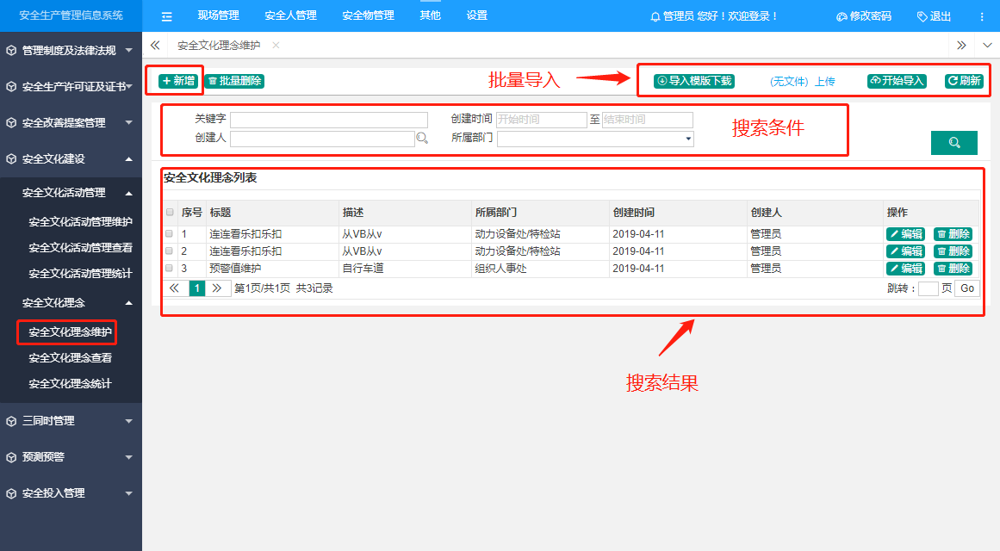 安全生产管理信息系统 现场管理 安全人管理 安全物管理 其他 设置 管理员 您好！欢迎登录！ 修改密码 退出
管理制度及法律法规
安全生产许可证及证书
安全改善提案管理
安全文化建设
安全文化活动管理
安全文化活动管理维护
安全文化活动管理查看
安全文化活动管理统计
安全文化理念
安全文化理念维护
安全文化理念查看
安全文化理念统计
三同时管理
预测预警
安全投入管理
安全文化理念维护
新增 批量删除 批量导入 导入模版下载 (无文件) 上传 开始导入 刷新
关键字 创建时间 开始时间 至 结束时间
创建人 所属部门
搜索条件
安全文化理念列表
序号 标题 描述 所属部门 创建时间 创建人 操作
1 连连看乐扣乐扣 从VB从v 动力设备处/特检站 2019-04-11 管理员 编辑 删除
2 连连看乐扣乐扣 从VB从v 动力设备处/特检站 2019-04-11 管理员 编辑 删除
3 预警值维护 自行车道 组织人事处 2019-04-11 管理员 编辑 删除
1 第1页/共1页 共3记录 跳转： 页 Go
搜索结果